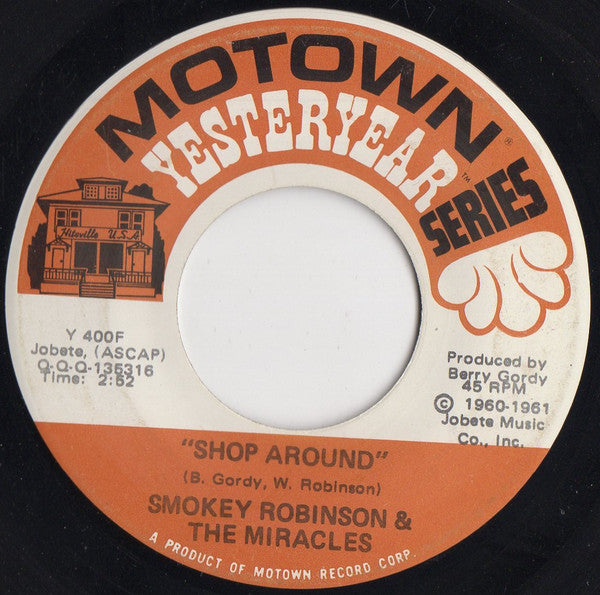 MOTOWN®
YESTERYEAR™
SERIES
Hitsville U.S.A.
Y 400F
Jobete, (ASCAP)
Q-Q-Q-135316
Time: 2:52
Produced by
Berry Gordy
45 RPM
© 1960-1961
Jobete Music
Co., Inc.
"SHOP AROUND"
(B. Gordy, W. Robinson)
SMOKEY ROBINSON &
THE MIRACLES
A PRODUCT OF MOTOWN RECORD CORP.